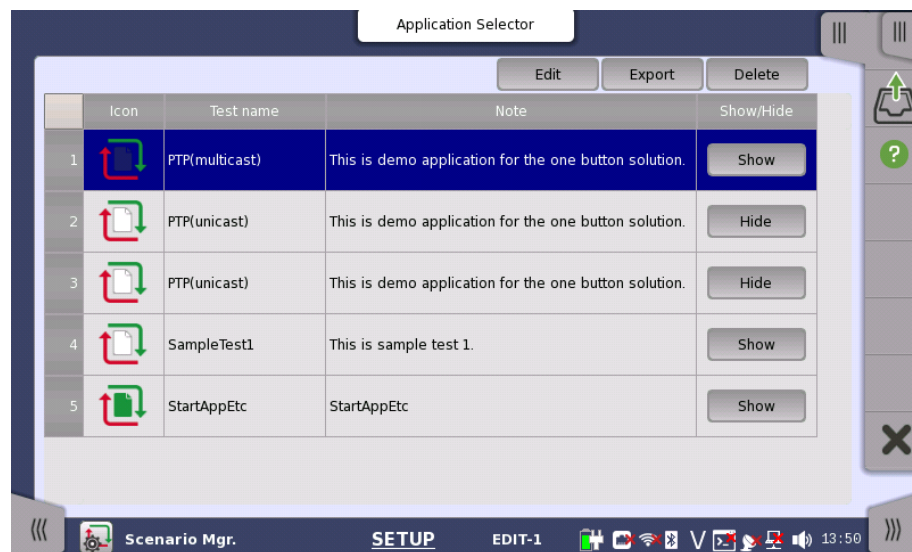 Application Selector
Edit Export Delete
Icon Test name Note Show/Hide
1 PTP(multicast) This is demo application for the one button solution. Show
2 PTP(unicast) This is demo application for the one button solution. Hide
3 PTP(unicast) This is demo application for the one button solution. Hide
4 SampleTest1 This is sample test 1. Show
5 StartAppEtc StartAppEtc Show
Scenario Mgr. SETUP EDIT-1 V 13:50